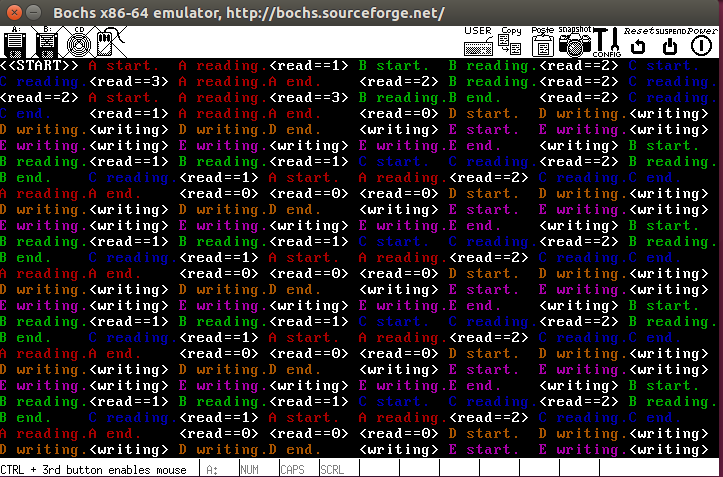 Bochs x86-64 emulator, http://bochs.sourceforge.net/
A: B: CD USER Copy Paste snapshot CONFIG Reset SUSPEND Power
<<START>> A start. A reading.<read==1> B start. B reading.<read==2> C start.
C reading.<read==3> A reading.A end. <read==2> B reading.<read==2> C reading.
<read==2> A start. A reading.<read==3> B reading.B end. <read==2> C reading.
C end. <read==1> A reading.A end. <read==0> D start. D writing.<writing>
D writing.<writing> D writing.D end. <writing> E start. E writing.<writing>
E writing.<writing> E writing.<writing> E writing.E end. <writing> B start.
B reading.<read==1> B reading.<read==1> C start. C reading.<read==2> B reading.
B end. C reading.<read==1> A start. A reading.<read==2> C reading.C end.
A reading.A end. <read==0> <read==0> <read==0> D start. D writing.<writing>
D writing.<writing> D writing.D end. <writing> E start. E writing.<writing>
E writing.<writing> E writing.<writing> E writing.E end. <writing> B start.
B reading.<read==1> B reading.<read==1> C start. C reading.<read==2> B reading.
B end. C reading.<read==1> A start. A reading.<read==2> C reading.C end.
A reading.A end. <read==0> <read==0> <read==0> D start. D writing.<writing>
D writing.<writing> D writing.D end. <writing> E start. E writing.<writing>
E writing.<writing> E writing.<writing> E writing.E end. <writing> B start.
B reading.<read==1> B reading.<read==1> C start. C reading.<read==2> B reading.
B end. C reading.<read==1> A start. A reading.<read==2> C reading.C end.
A reading.A end. <read==0> <read==0> <read==0> D start. D writing.<writing>
D writing.<writing> D writing.D end. <writing> E start. E writing.<writing>
E writing.<writing> E writing.<writing> E writing.E end. <writing> B start.
B reading.<read==1> B reading.<read==1> C start. C reading.<read==2> B reading.
B end. C reading.<read==1> A start. A reading.<read==2> C reading.C end.
A reading.A end. <read==0> <read==0> <read==0> D start. D writing.<writing>
D writing.<writing> D writing.D end. <writing> E start. E writing.<writing>
CTRL + 3rd button enables mouse A: NUM CAPS SCRL